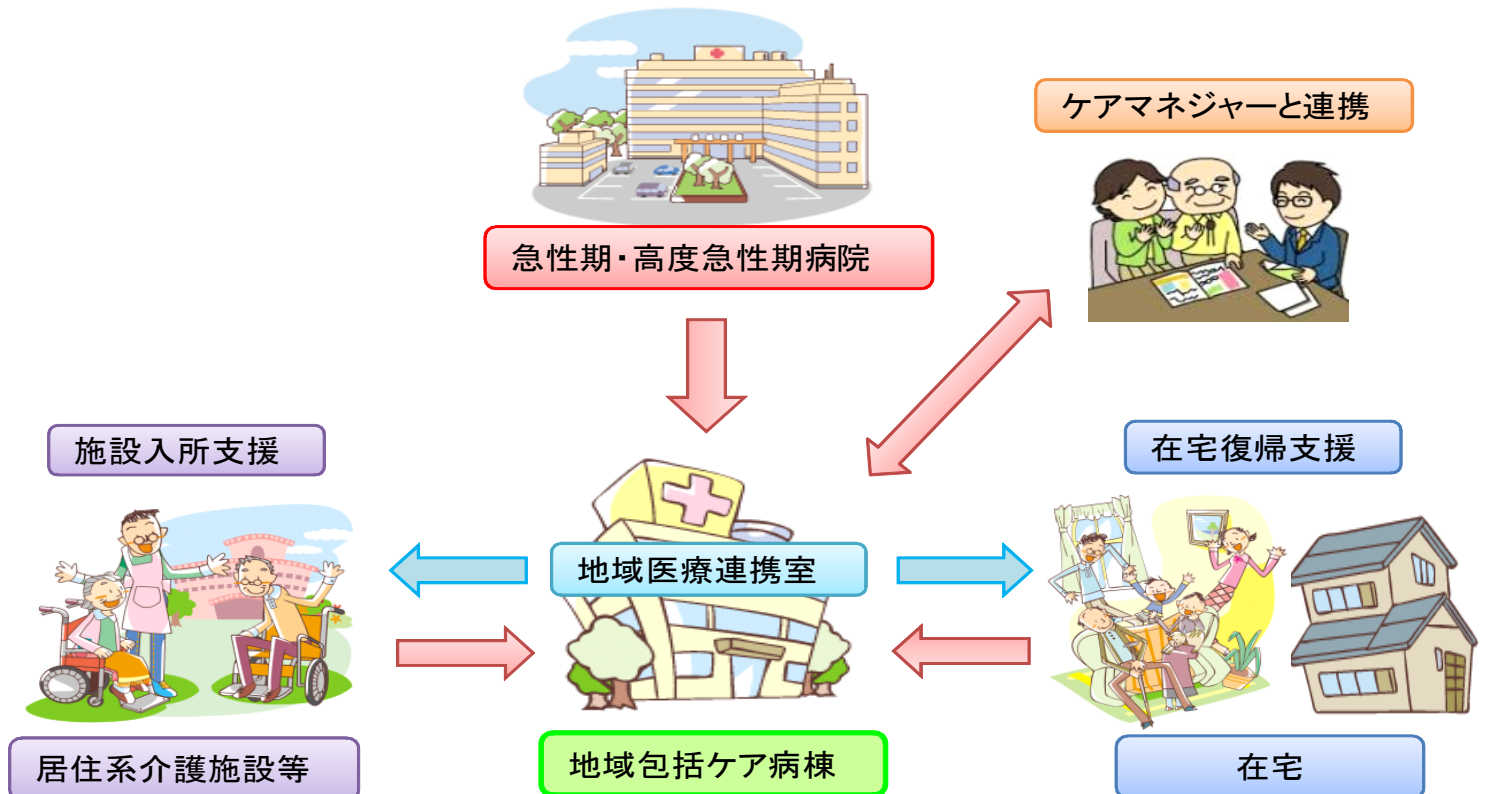 急性期・高度急性期病院
ケアマネジャーと連携
施設入所支援
在宅復帰支援
地域医療連携室
居住系介護施設等
地域包括ケア病棟
在宅